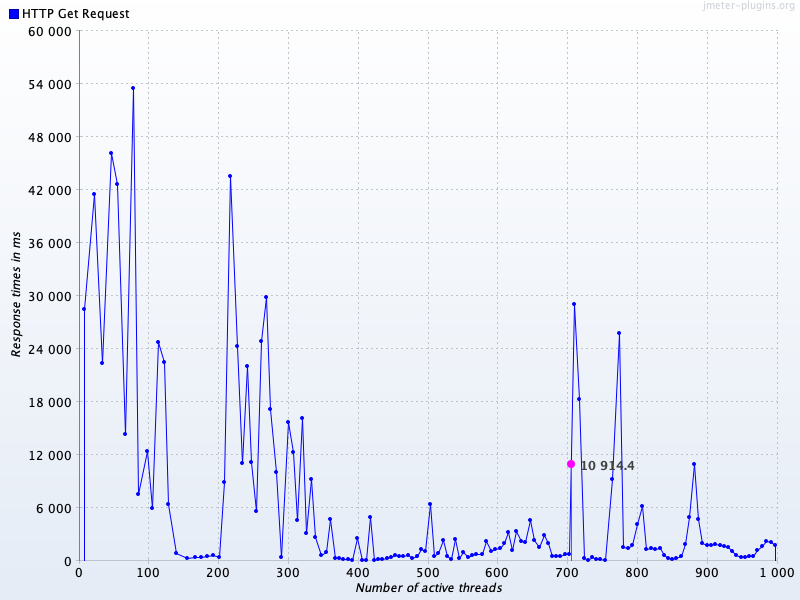 jmeter-plugins.org
HTTP Get Request
60 000
54 000
48 000
42 000
36 000
30 000
24 000
18 000
12 000
6 000
0
Response times in ms
10 914.4
0 100 200 300 400 500 600 700 800 900 1 000
Number of active threads